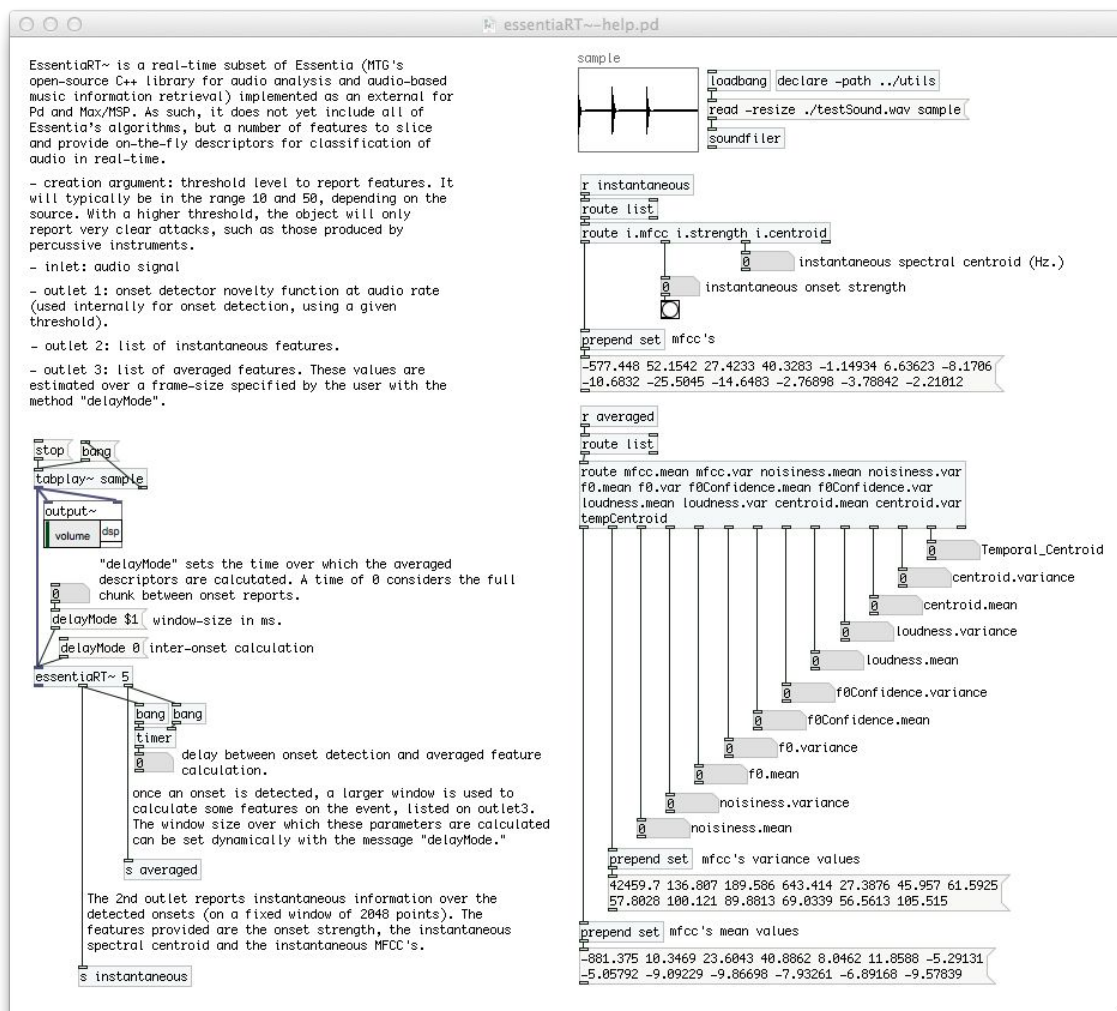 essentiaRT~-help.pd
EssentiaRT~ is a real-time subset of Essentia (MTG's
open-source C++ library for audio analysis and audio-based
music information retrieval) implemented as an external for
Pd and Max/MSP. As such, it does not yet include all of
Essentia's algorithms, but a number of features to slice
and provide on-the-fly descriptors for classification of
audio in real-time.
- creation argument: threshold level to report features. It
will typically be in the range 10 and 50, depending on the
source. With a higher threshold, the object will only
report very clear attacks, such as those produced by
percussive instruments.
- inlet: audio signal
- outlet 1: onset detector novelty function at audio rate
(used internally for onset detection, using a given
threshold).
- outlet 2: list of instantaneous features.
- outlet 3: list of averaged features. These values are
estimated over a frame-size specified by the user with the
method "delayMode".
stop
bang
tabplay~ sample
output~
volume
dsp
"delayMode" sets the time over which the averaged
descriptors are calcutated. A time of 0 considers the full
chunk between onset reports.
0
delayMode $1
window-size in ms.
delayMode 0
inter-onset calculation
essentiaRT~ 5
bang
bang
timer
0
delay between onset detection and averaged feature
calculation.
once an onset is detected, a larger window is used to
calculate some features on the event, listed on outlet3.
The window size over which these parameters are calculated
can be set dynamically with the message "delayMode."
s averaged
The 2nd outlet reports instantaneous information over the
detected onsets (on a fixed window of 2048 points). The
features provided are the onset strength, the instantaneous
spectral centroid and the instantaneous MFCC's.
s instantaneous
sample
loadbang
declare -path ../utils
read -resize ./testSound.wav sample
soundfiler
r instantaneous
route list
route i.mfcc i.strength i.centroid
0
instantaneous spectral centroid (Hz.)
0
instantaneous onset strength
prepend set
mfcc's
-577.448 52.1542 27.4233 40.3283 -1.14934 6.63623 -8.1706
-10.6832 -25.5045 -14.6483 -2.76898 -3.78842 -2.21012
r averaged
route list
route mfcc.mean mfcc.var noisiness.mean noisiness.var
f0.mean f0.var f0Confidence.mean f0Confidence.var
loudness.mean loudness.var centroid.mean centroid.var
tempCentroid
0
Temporal_Centroid
0
centroid.variance
0
centroid.mean
0
loudness.variance
0
loudness.mean
0
f0Confidence.variance
0
f0Confidence.mean
0
f0.variance
0
f0.mean
0
noisiness.variance
0
noisiness.mean
prepend set
mfcc's variance values
42459.7 136.807 189.586 643.414 27.3876 45.957 61.5925
57.8028 100.121 89.8813 69.0339 56.5613 105.515
prepend set
mfcc's mean values
-881.375 10.3469 23.6043 40.8862 8.0462 11.8588 -5.29131
-5.05792 -9.09229 -9.86698 -7.93261 -6.89168 -9.57839